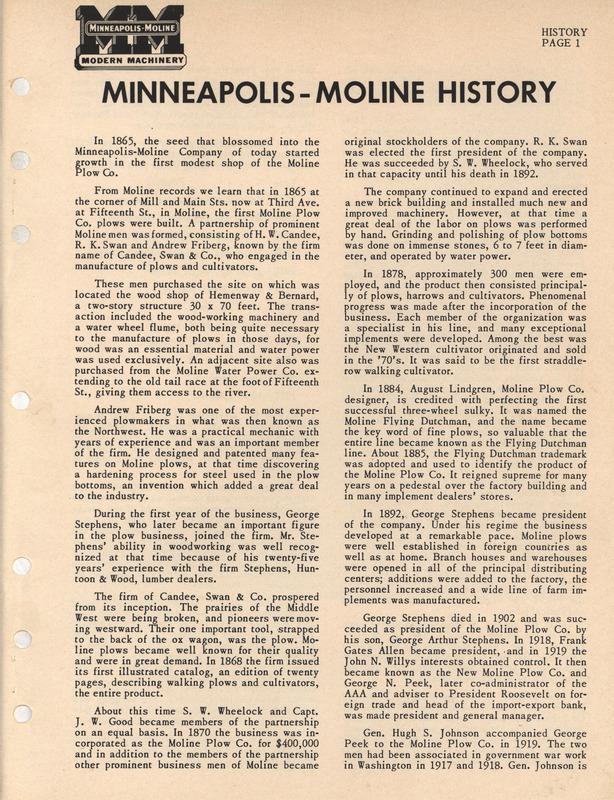 MINNEAPOLIS-MOLINE
MODERN MACHINERY
HISTORY
PAGE 1
MINNEAPOLIS-MOLINE HISTORY
In 1865, the seed that blossomed into the
Minneapolis-Moline Company of today started
growth in the first modest shop of the Moline
Plow Co.
From Moline records we learn that in 1865 at
the corner of Mill and Main Sts. now at Third Ave.
at Fifteenth St., in Moline, the first Moline Plow
Co. plows were built. A partnership of prominent
Moline men was formed, consisting of H. W. Candee,
R. K. Swan and Andrew Friberg, known by the firm
name of Candee, Swan & Co., who engaged in the
manufacture of plows and cultivators.
These men purchased the site on which was
located the wood shop of Hemenway & Bernard,
a two-story structure 30 x 70 feet. The trans-
action included the wood-working machinery and
a water wheel flume, both being quite necessary
to the manufacture of plows in those days, for
wood was an essential material and water power
was used exclusively. An adjacent site also was
purchased from the Moline Water Power Co. ex-
tending to the old tail race at the foot of Fifteenth
St., giving them access to the river.
Andrew Friberg was one of the most exper-
ienced plowmakers in what was then known as
the Northwest. He was a practical mechanic with
years of experience and was an important member
of the firm. He designed and patented many fea-
tures on Moline plows, at that time discovering
a hardening process for steel used in the plow
bottoms, an invention which added a great deal
to the industry.
During the first year of the business, George
Stephens, who later became an important figure
in the plow business, joined the firm. Mr. Ste-
phens' ability in woodworking was well recog-
nized at that time because of his twenty-five
years' experience with the firm Stephens, Hun-
toon & Wood, lumber dealers.
The firm of Candee, Swan & Co. prospered
from its inception. The prairies of the Middle
West were being broken, and pioneers were mov-
ing westward. Their one important tool, strapped
to the back of the ox wagon, was the plow. Mo-
line plows became well known for their quality
and were in great demand. In 1868 the firm issued
its first illustrated catalog, an edition of twenty
pages, describing walking plows and cultivators,
the entire product.
About this time S. W. Wheelock and Capt.
J. W. Good became members of the partnership
on an equal basis. In 1870 the business was in-
corporated as the Moline Plow Co. for $400,000
and in addition to the members of the partnership
other prominent business men of Moline became
original stockholders of the company. R. K. Swan
was elected the first president of the company.
He was succeeded by S. W. Wheelock, who served
in that capacity until his death in 1892.
The company continued to expand and erected
a new brick building and installed much new and
improved machinery. However, at that time a
great deal of the labor on plows was performed
by hand. Grinding and polishing of plow bottoms
was done on immense stones, 6 to 7 feet in diam-
eter, and operated by water power.
In 1878, approximately 300 men were em-
ployed, and the product then consisted principal-
ly of plows, harrows and cultivators. Phenomenal
progress was made after the incorporation of the
business. Each member of the organization was
a specialist in his line, and many exceptional
implements were developed. Among the best was
the New Western cultivator originated and sold
in the '70's. It was said to be the first straddle-
row walking cultivator.
In 1884, August Lindgren, Moline Plow Co.
designer, is credited with perfecting the first
successful three-wheel sulky. It was named the
Moline Flying Dutchman, and the name became
the key word of fine plows, so valuable that the
entire line became known as the Flying Dutchman
line. About 1885, the Flying Dutchman trademark
was adopted and used to identify the product of
the Moline Plow Co. It reigned supreme for many
years on a pedestal over the factory building and
in many implement dealers' stores.
In 1892, George Stephens became president
of the company. Under his regime the business
developed at a remarkable pace. Moline plows
were well established in foreign countries as
well as at home. Branch houses and warehouses
were opened in all of the principal distributing
centers; additions were added to the factory, the
personnel increased and a wide line of farm im-
plements was manufactured.
George Stephens died in 1902 and was suc-
ceeded as president of the Moline Plow Co. by
his son, George Arthur Stephens. In 1918, Frank
Gates Allen became president, and in 1919 the
John N. Willys interests obtained control. It then
became known as the New Moline Plow Co. and
George N. Peek, later co-administrator of the
AAA and adviser to President Roosevelt on for-
eign trade and head of the import-export bank,
was made president and general manager.
Gen. Hugh S. Johnson accompanied George
Peek to the Moline Plow Co. in 1919. The two
men had been associated in government war work
in Washington in 1917 and 1918. Gen. Johnson is